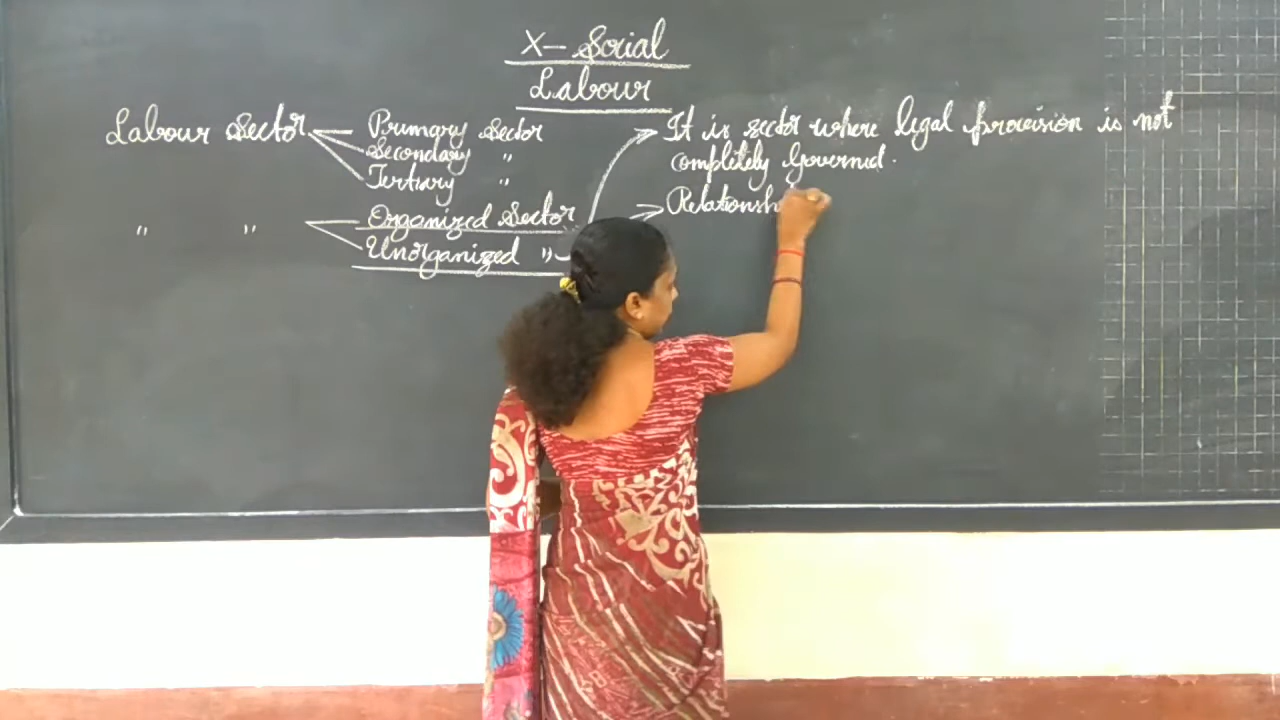 X- Social
Labour
Labour Sector
Primary Sector
Secondary "
Tertiary "
" "
Organized Sector
Unorganized "
It is sector where legal provision is not
completely Governed.
Relationsh